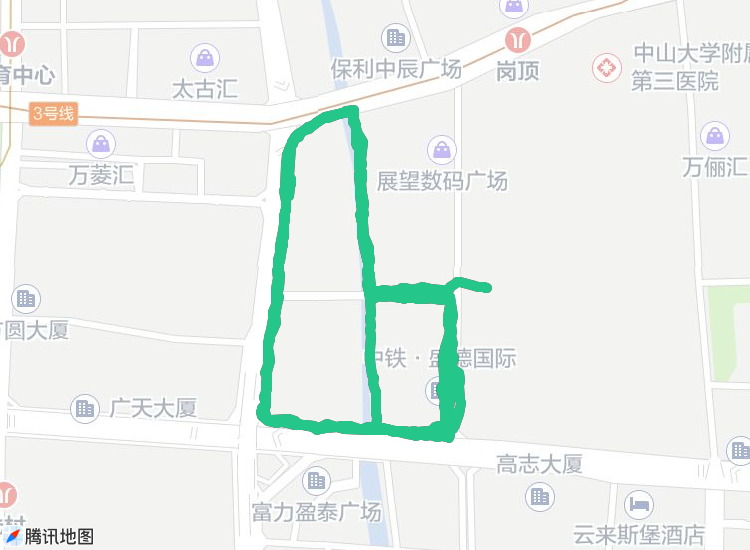 保利中辰广场
岗顶
中山大学附
第三医院
育中心
太古汇
3号线
万菱汇
展望数码广场
万俪汇
圆大厦
中铁·盛德国际
广天大厦
高志大厦
富力盈泰广场
云来斯堡酒店
村
腾讯地图